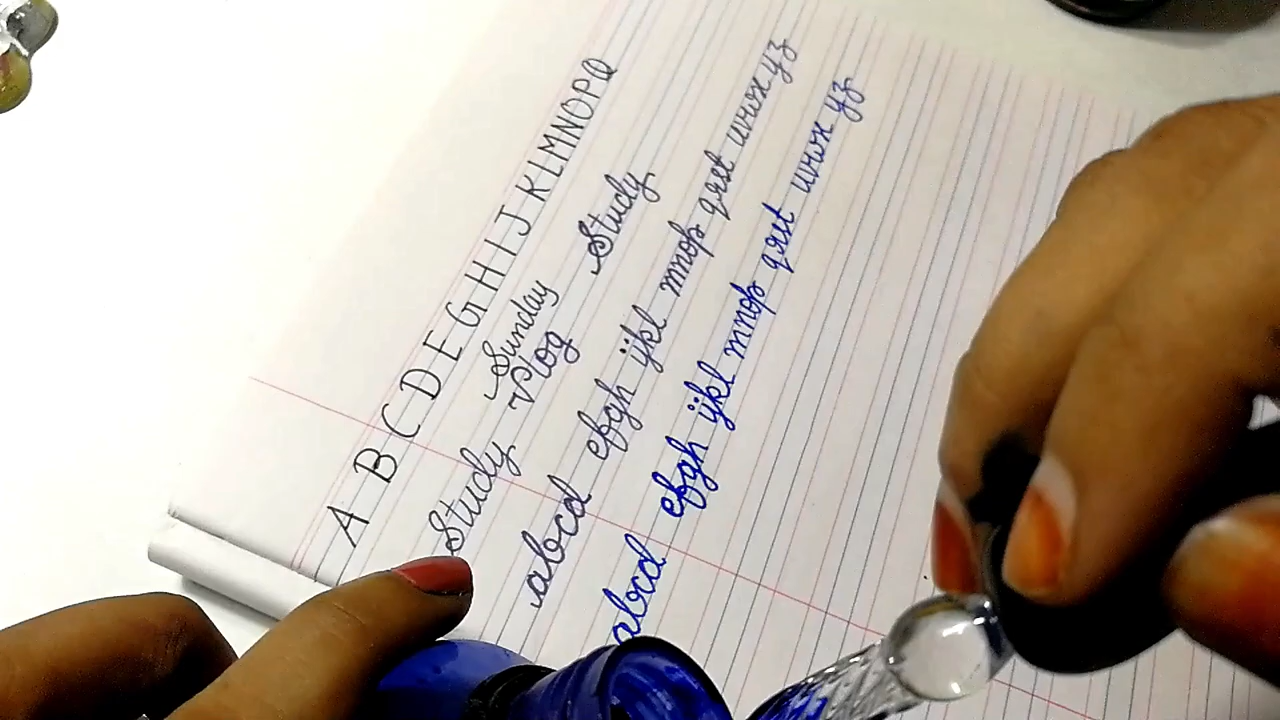 A B C D E G H I J K L M N O P Q
Sunday
Study Vlog Study
abcd efgh ijkl mnop qrst uvwx yz
abcd efgh ijkl mnop qrst uvwx yz